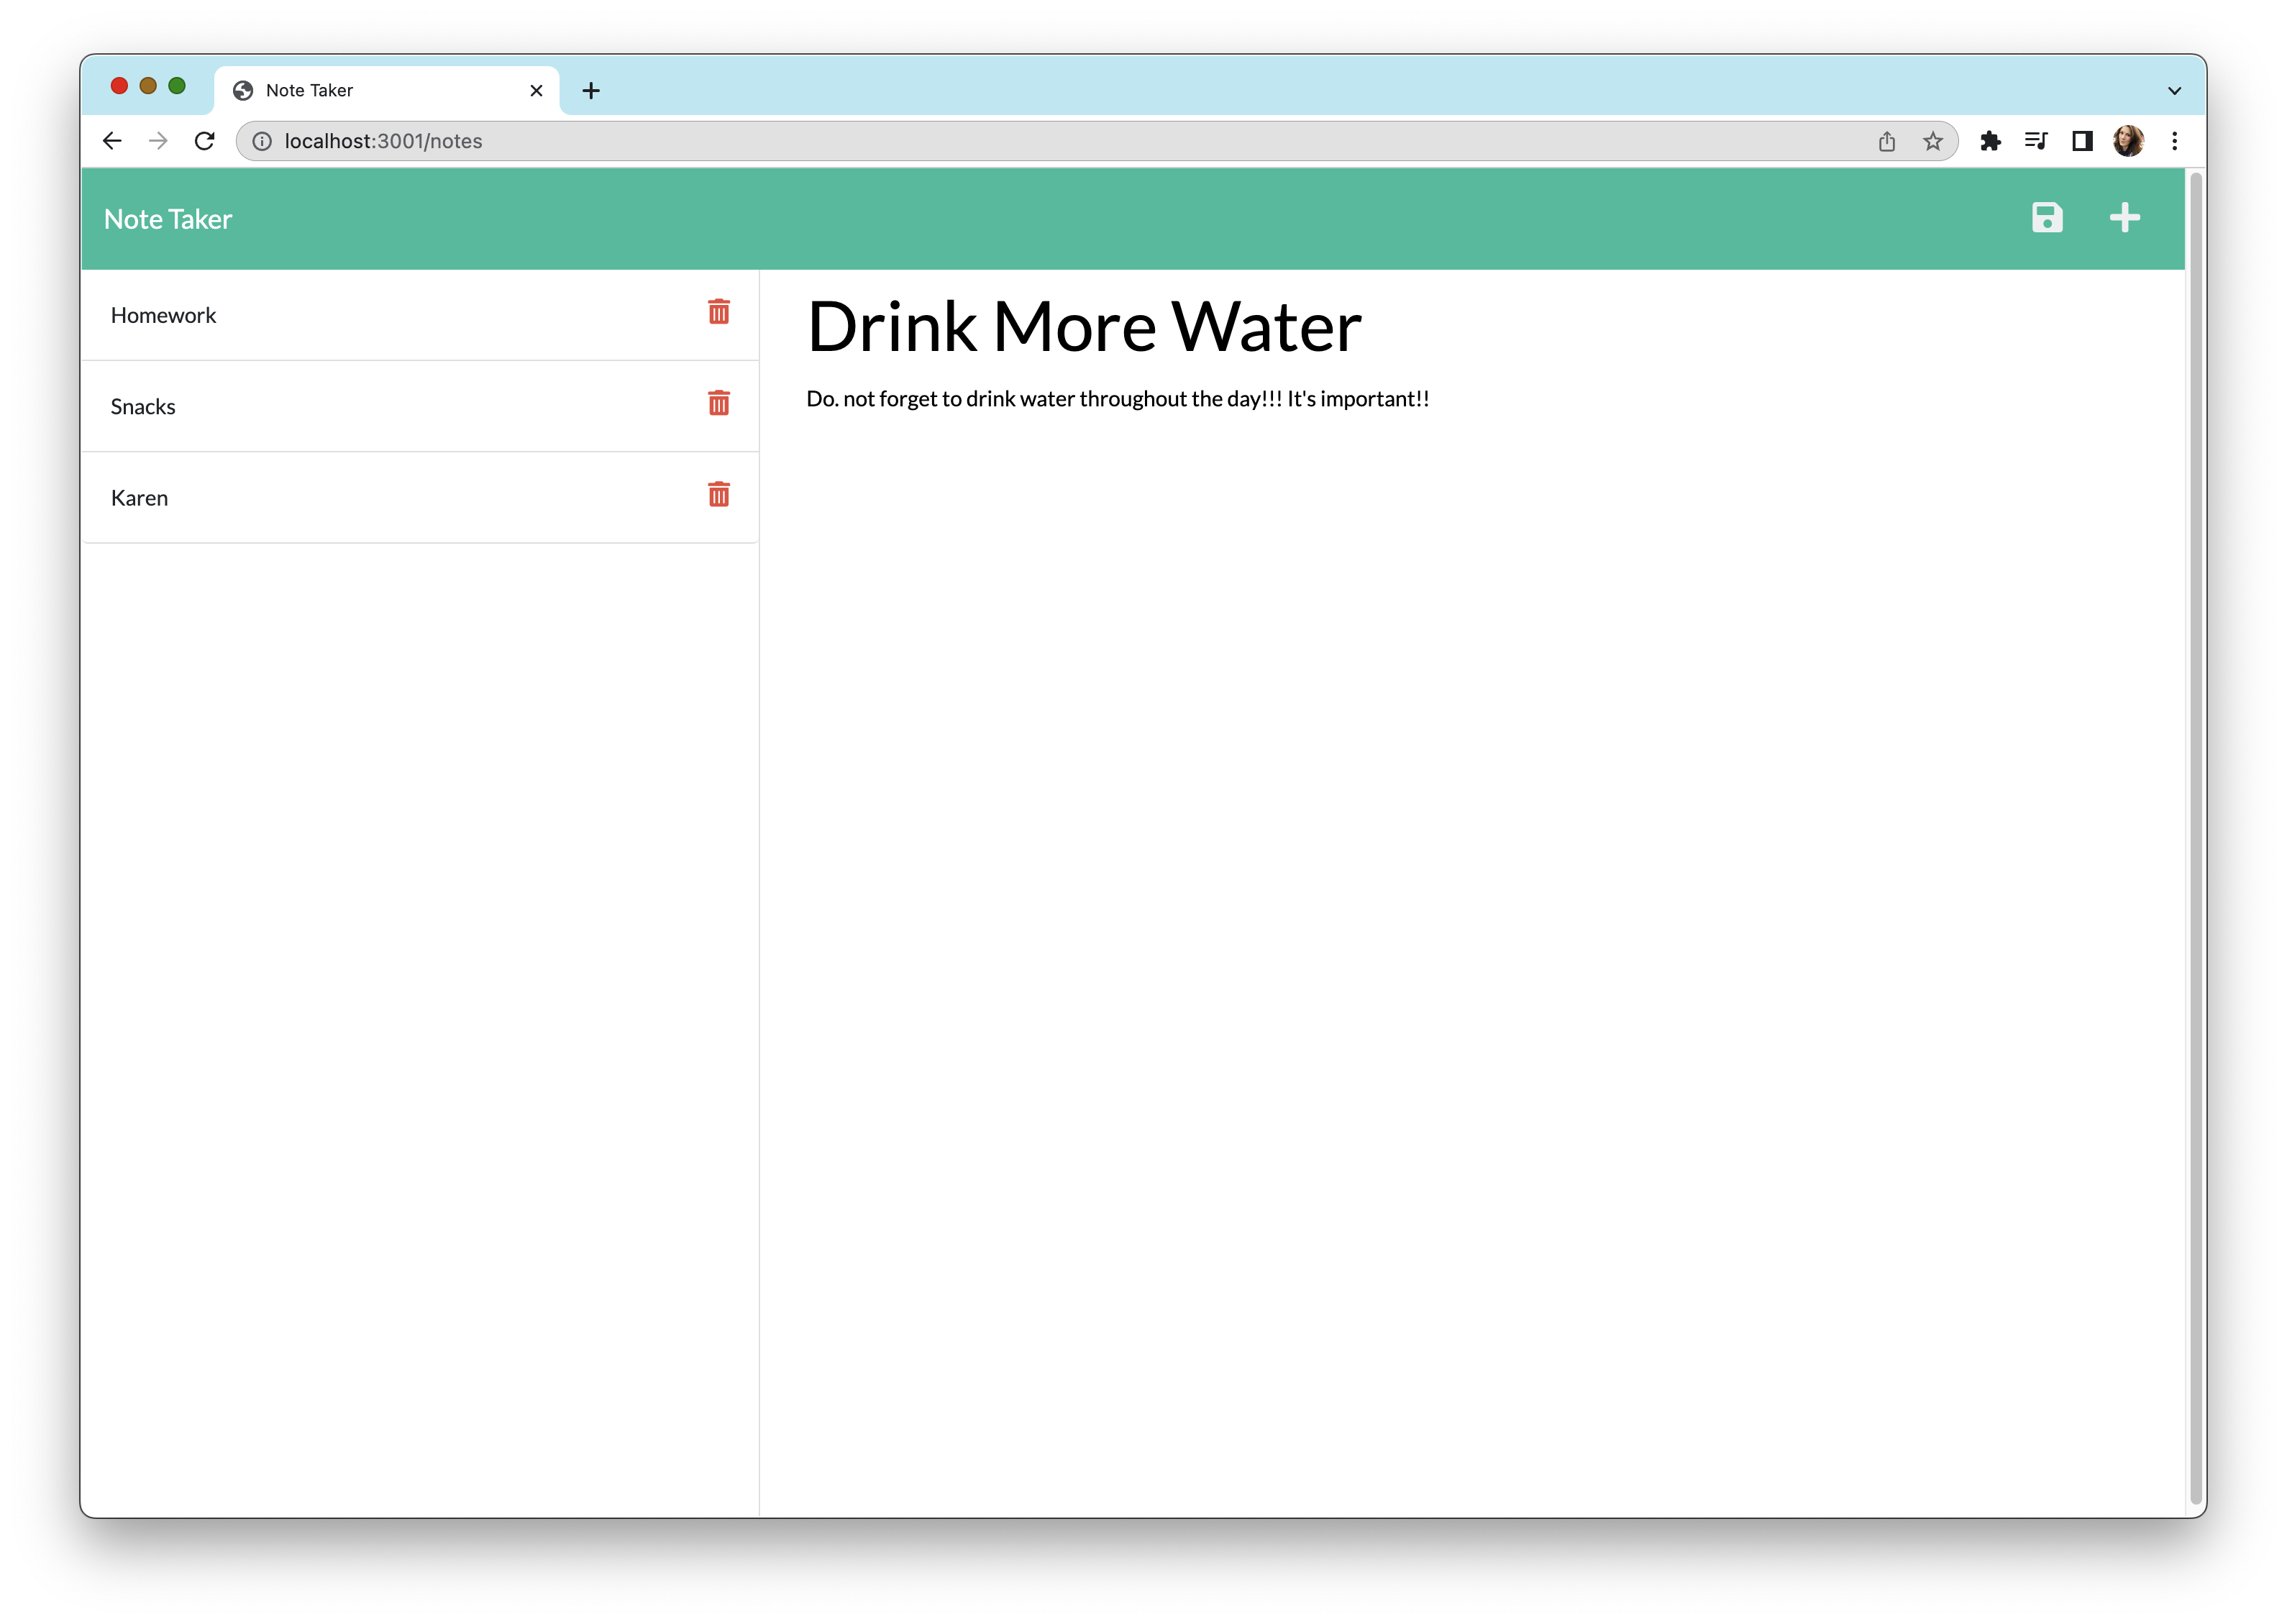 Note Taker
localhost:3001/notes
Note Taker
Homework
Snacks
Karen
Drink More Water
Do. not forget to drink water throughout the day!!! It's important!!